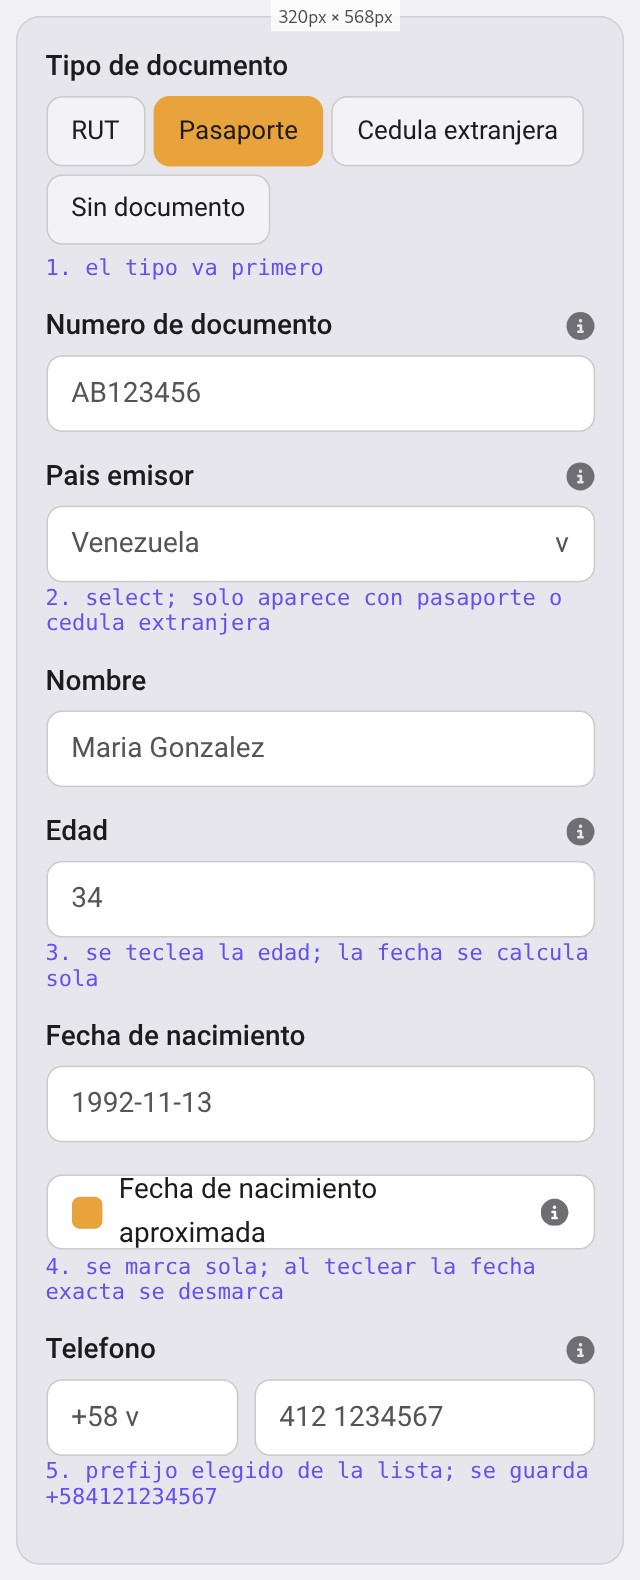 320px × 568px
Tipo de documento
RUT
Pasaporte
Cedula extranjera
Sin documento
1. el tipo va primero
Numero de documento
AB123456
Pais emisor
Venezuela v
2. select; solo aparece con pasaporte o
cedula extranjera
Nombre
Maria Gonzalez
Edad
34
3. se teclea la edad; la fecha se calcula
sola
Fecha de nacimiento
1992-11-13
Fecha de nacimiento
aproximada
4. se marca sola; al teclear la fecha
exacta se desmarca
Telefono
+58 v
412 1234567
5. prefijo elegido de la lista; se guarda
+584121234567